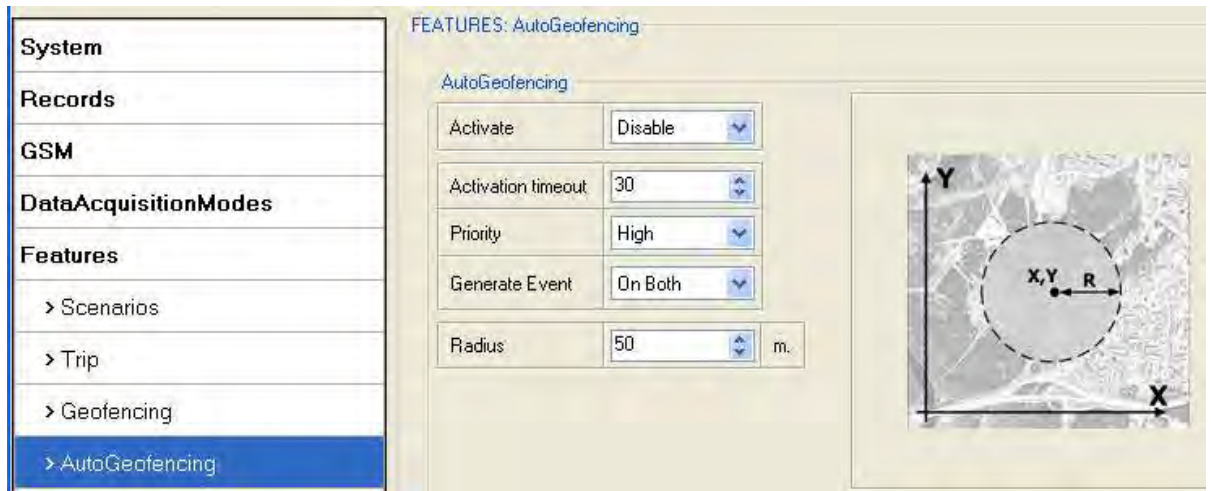 System
Records
GSM
DataAcquisitionModes
Features
> Scenarios
> Trip
> Geofencing
> AutoGeofencing
FEATURES: AutoGeofencing
AutoGeofencing
Activate Disable
Activation timeout 30
Priority High
Generate Event On Both
Radius 50 m.
Y
X,Y R
X